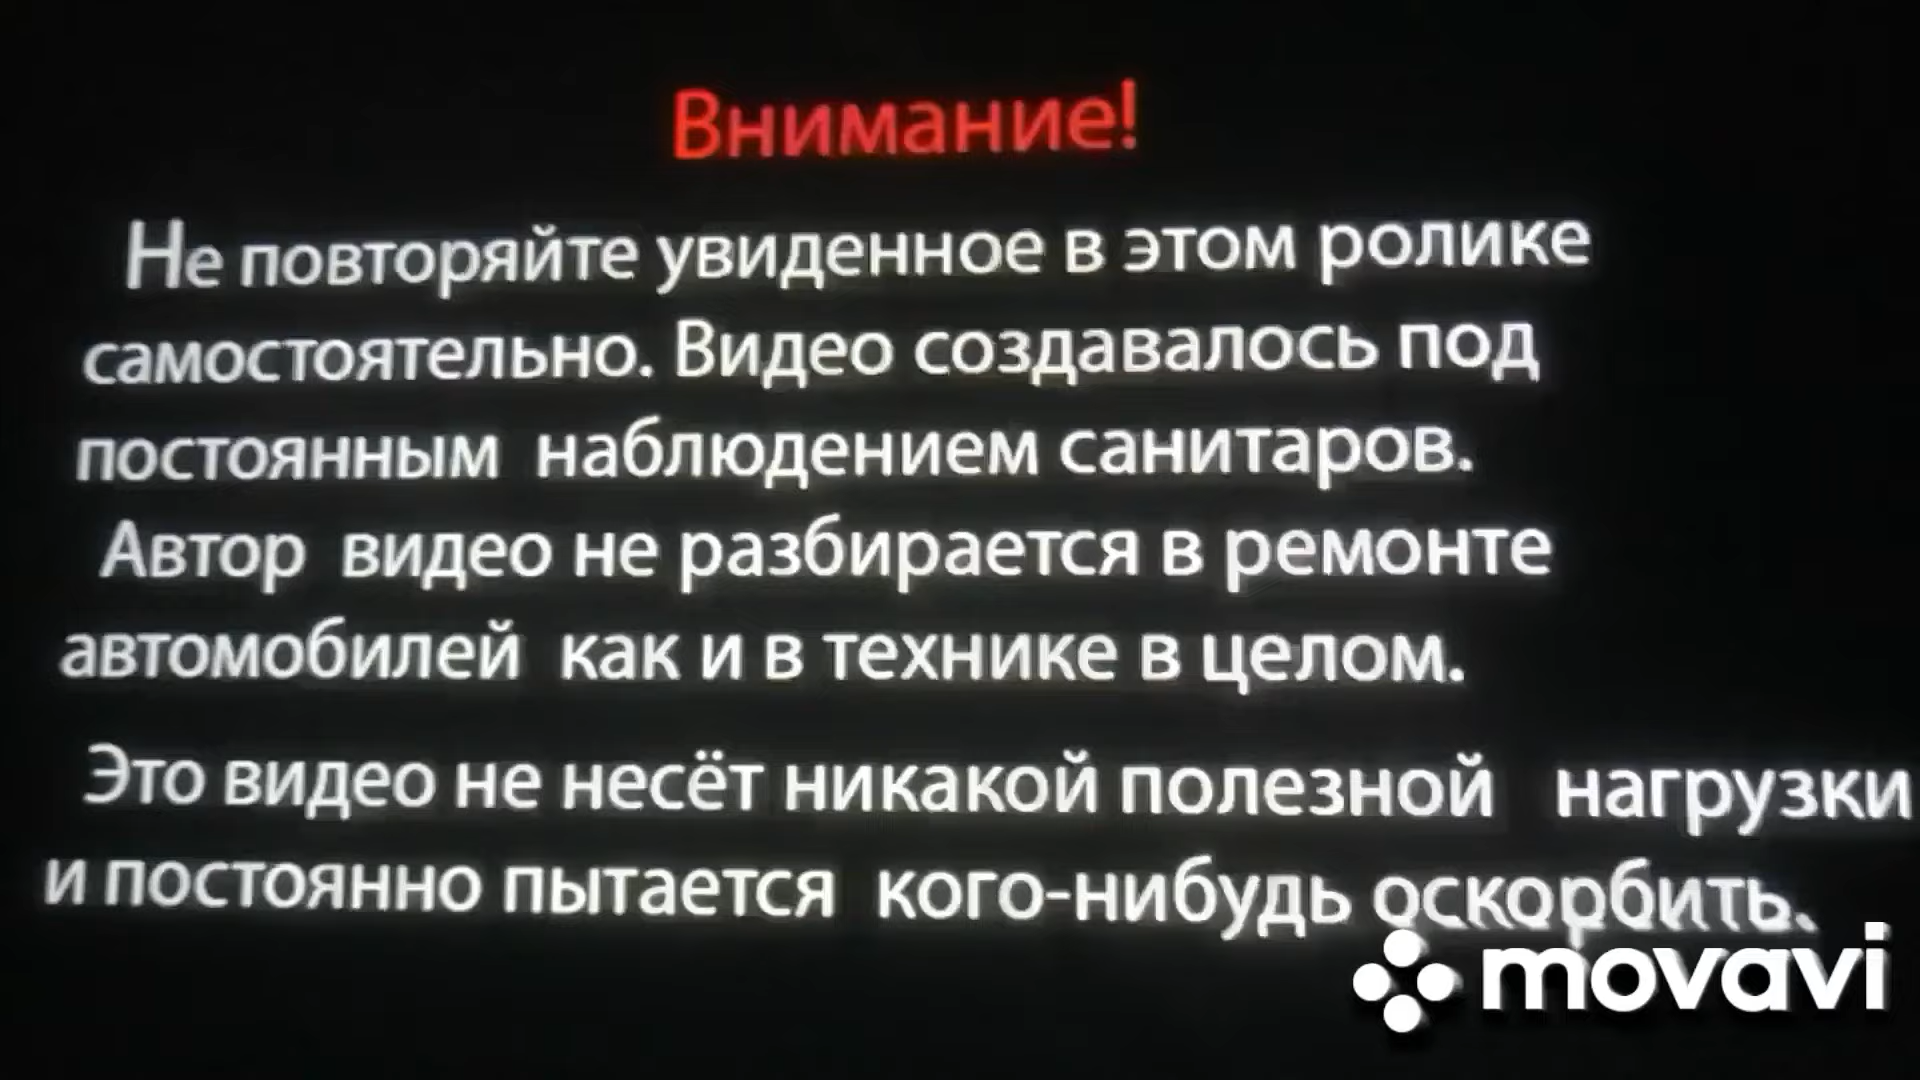 Внимание!
Не повторяйте увиденное в этом ролике
самостоятельно. Видео создавалось под
постоянным наблюдением санитаров.
Автор видео не разбирается в ремонте
автомобилей как и в технике в целом.
Это видео не несёт никакой полезной нагрузки
и постоянно пытается кого-нибудь оскорбить.
movavi